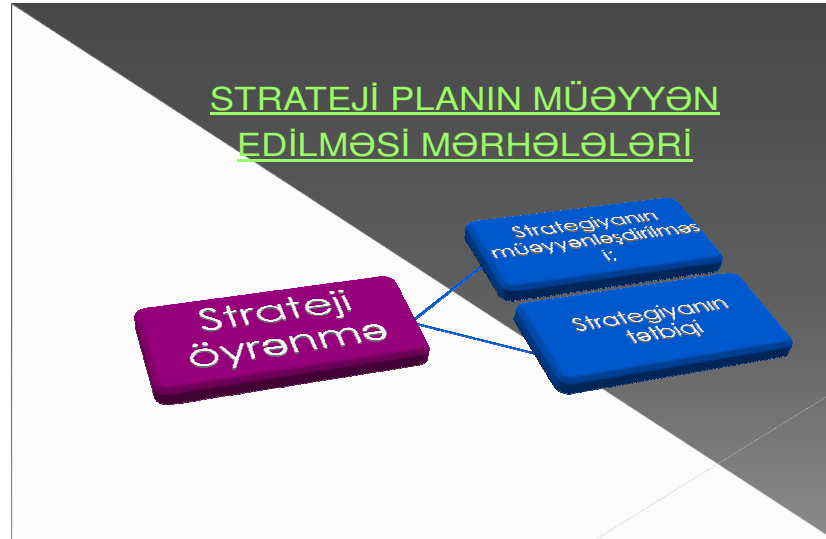 STRATEJİ PLANIN MÜƏYYƏN
EDİLMƏSİ MƏRHƏLƏLƏRİ
Strateji
öyrənmə
Strategiyanın
müəyyənləşdirilməs
i;
Strategiyanın
tətbiqi